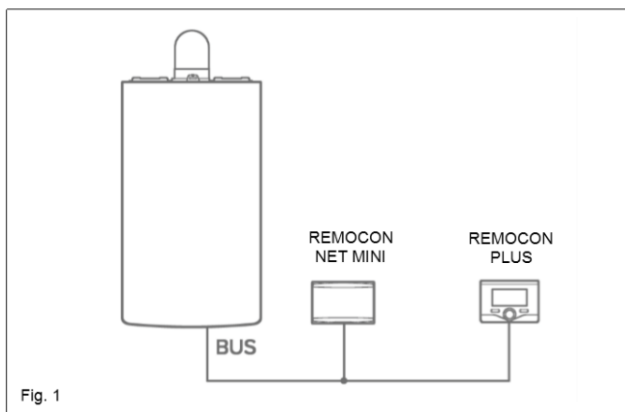 REMOCON
NET MINI
REMOCON
PLUS
BUS
Fig. 1